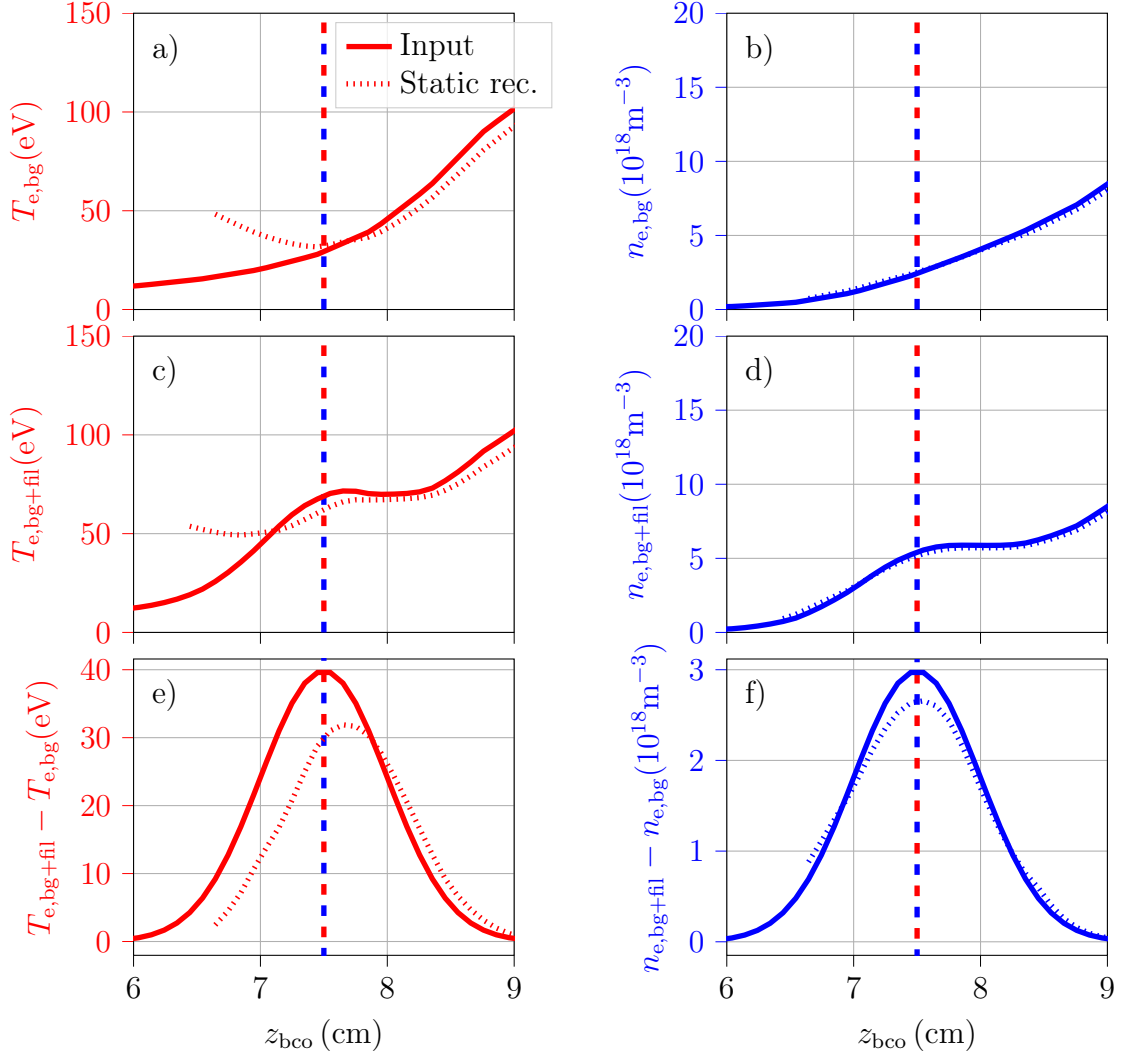 a)
Input
Static rec.
150
100
50
0
T_e,bg(eV)
b)
20
15
10
5
0
n_e,bg(10^18 m^−3)
c)
150
100
50
0
T_e,bg+fil(eV)
d)
20
15
10
5
0
n_e,bg+fil(10^18 m^−3)
e)
40
30
20
10
0
T_e,bg+fil − T_e,bg(eV)
6 7 8 9
z_bco (cm)
f)
3
2
1
0
n_e,bg+fil − n_e,bg(10^18 m^−3)
6 7 8 9
z_bco (cm)